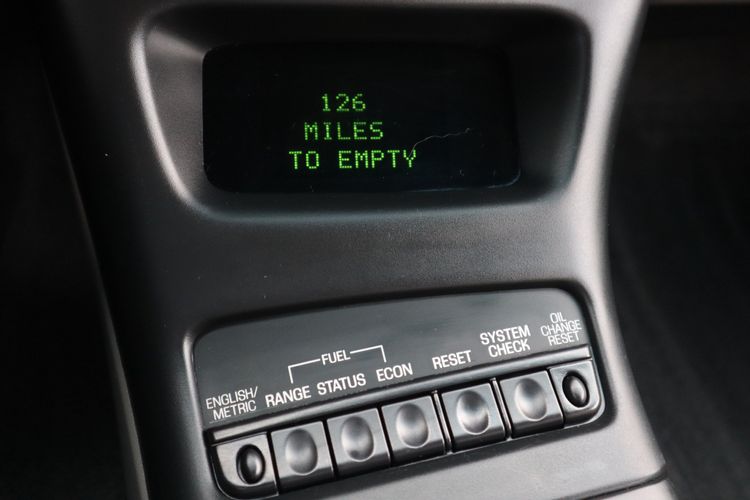 126
MILES
TO EMPTY
FUEL
ENGLISH/
METRIC
RANGE
STATUS
ECON
RESET
SYSTEM
CHECK
OIL
CHANGE
RESET